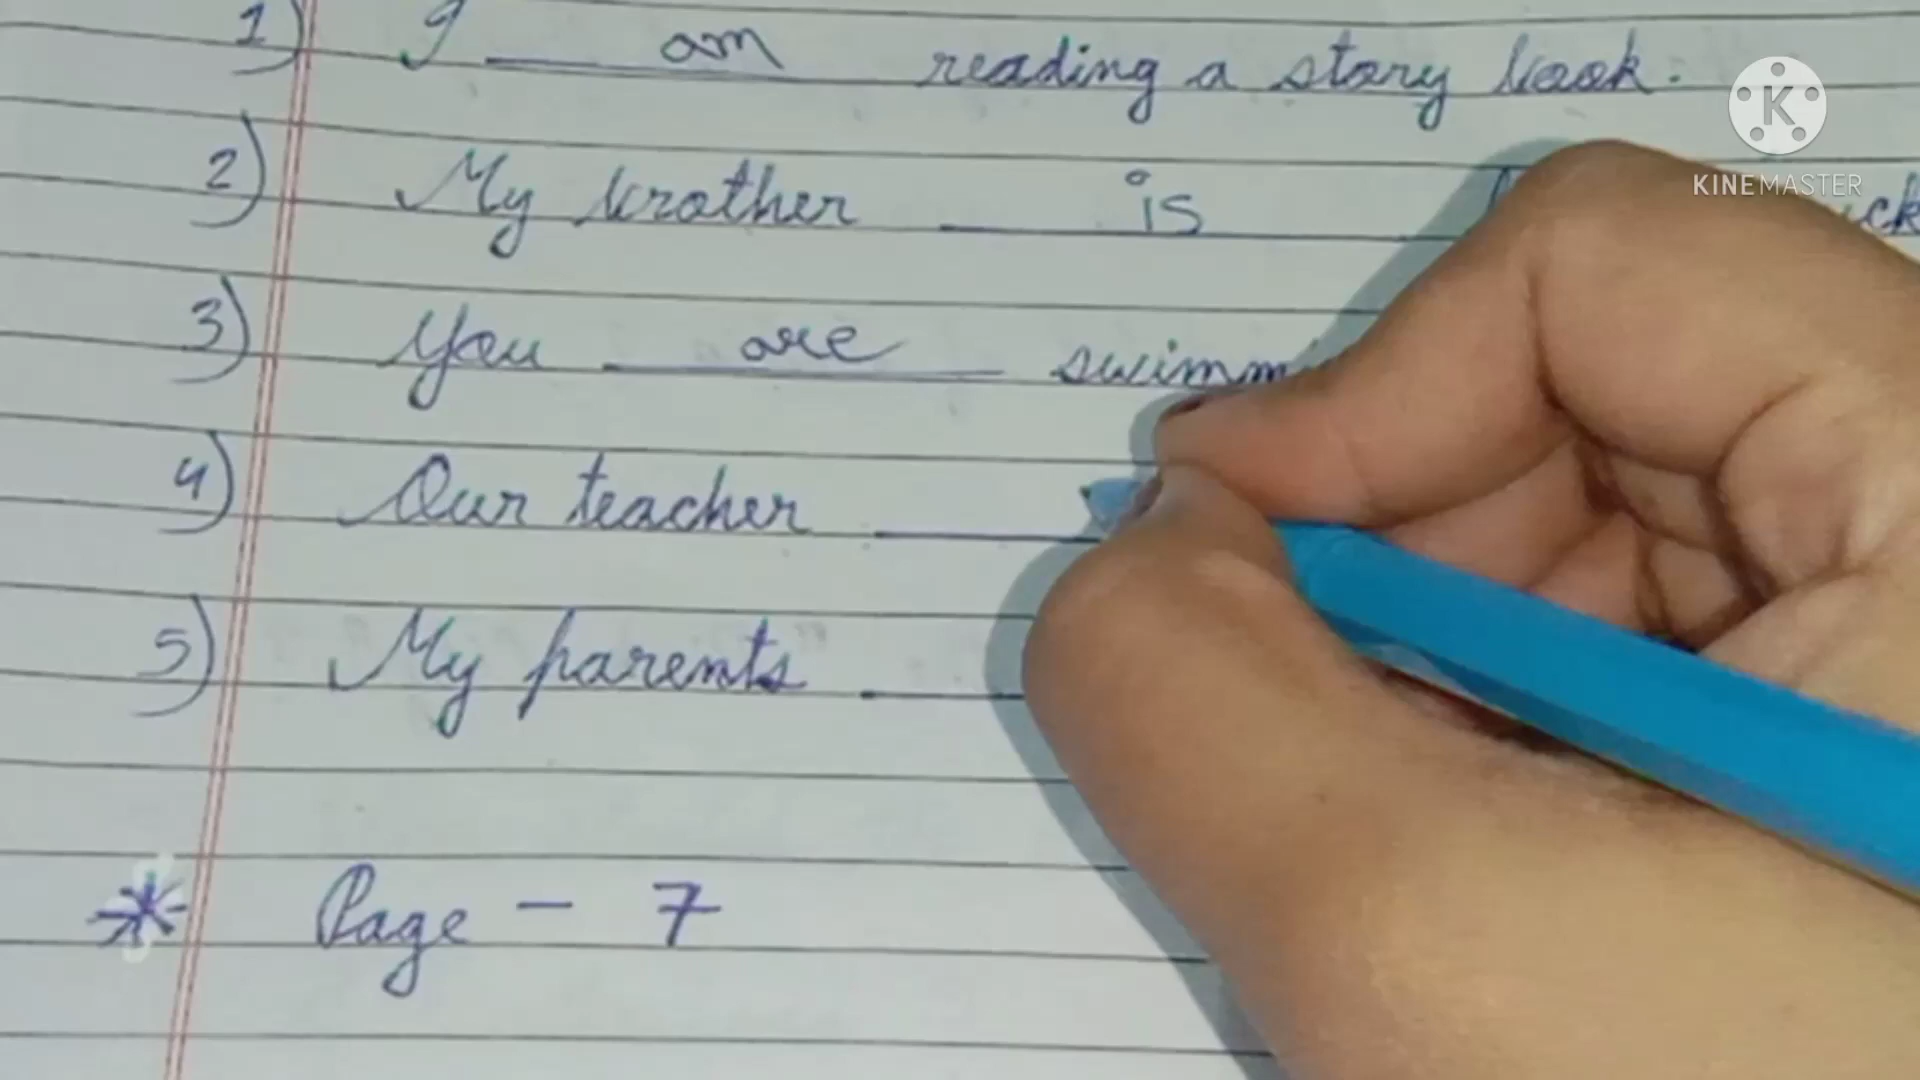 1) I am reading a story book.
2) My brother is
3) You are
4) Our teacher
5) My parents
* Page - 7
KINEMASTER